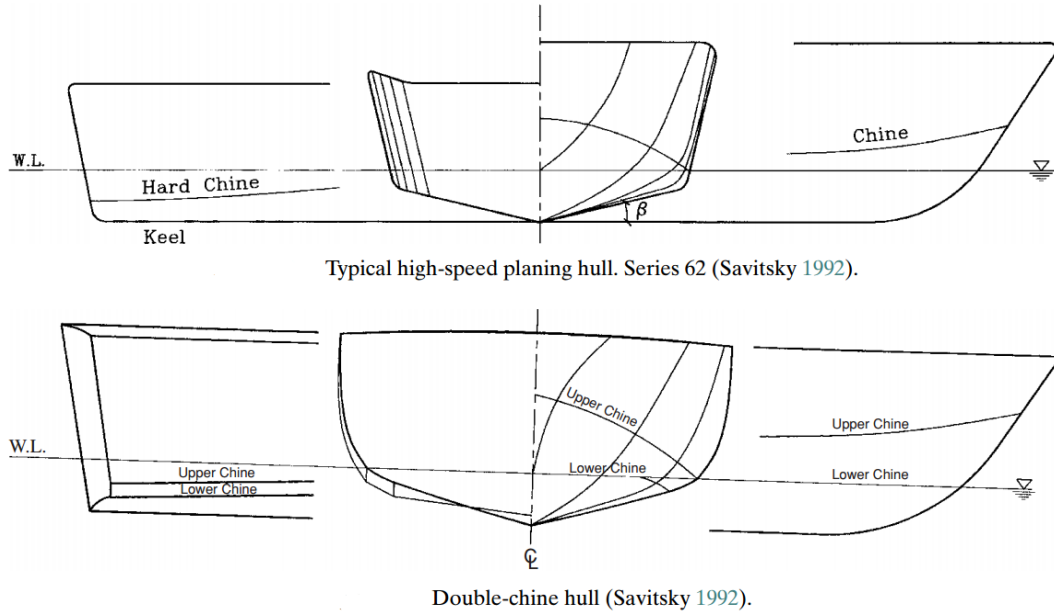 W.L.
Hard Chine
Keel
β
Chine
Typical high-speed planing hull. Series 62 (Savitsky 1992).
W.L.
Upper Chine
Lower Chine
Upper Chine
Lower Chine
Upper Chine
Lower Chine
℄
Double-chine hull (Savitsky 1992).